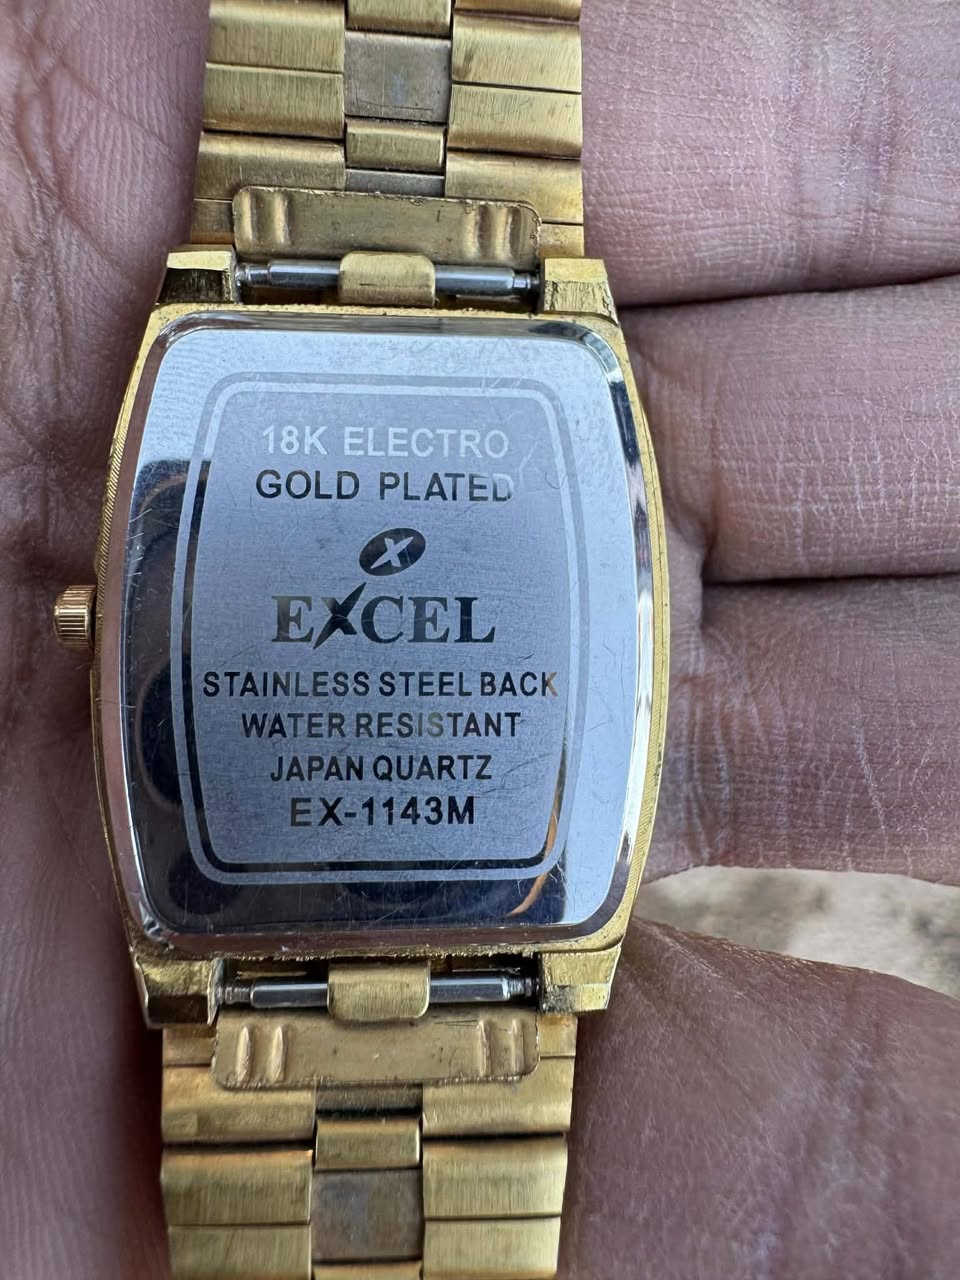 18K ELECTRO
GOLD PLATED
X
EXCEL
STAINLESS STEEL BACK
WATER RESISTANT
JAPAN QUARTZ
EX-1143M